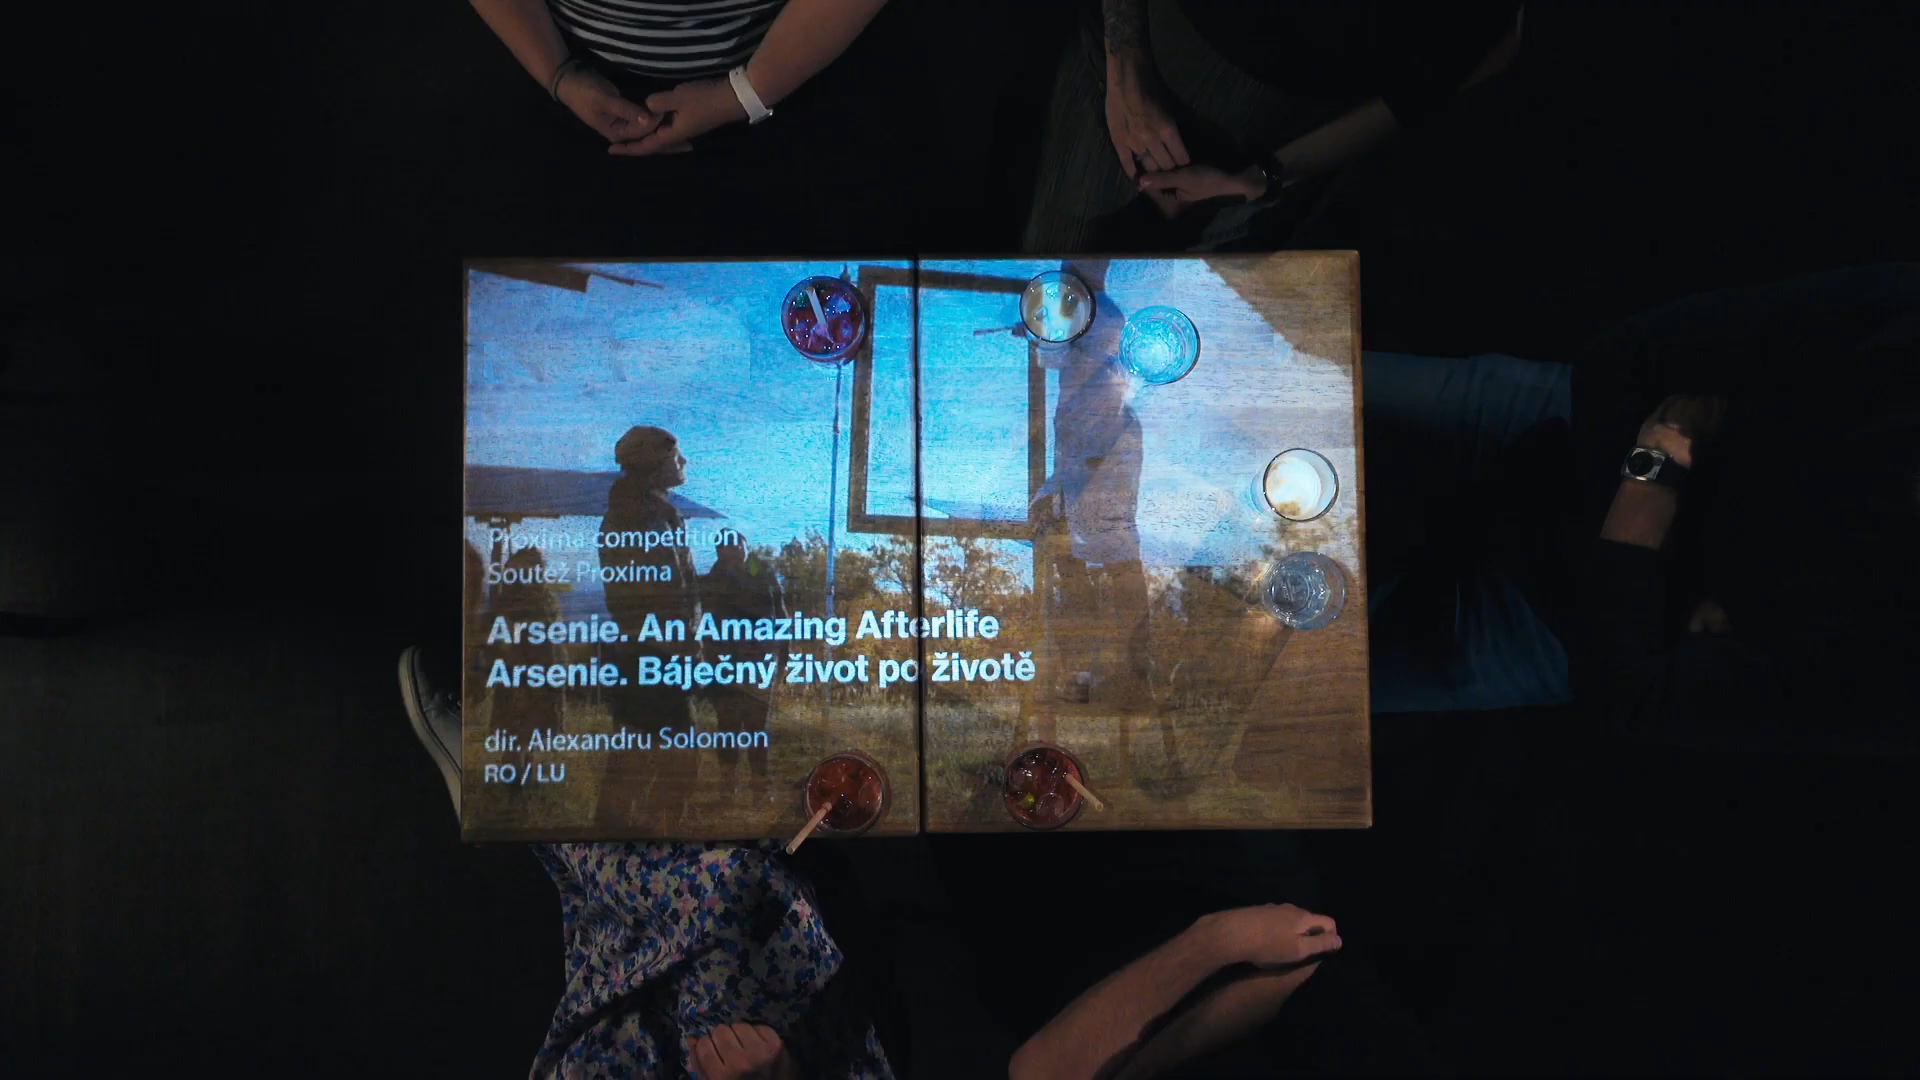 Proxima competition
Soutež Proxima
Arsenie. An Amazing Afterlife
Arsenie. Báječný život po životě
dir. Alexandru Solomon
RO / LU